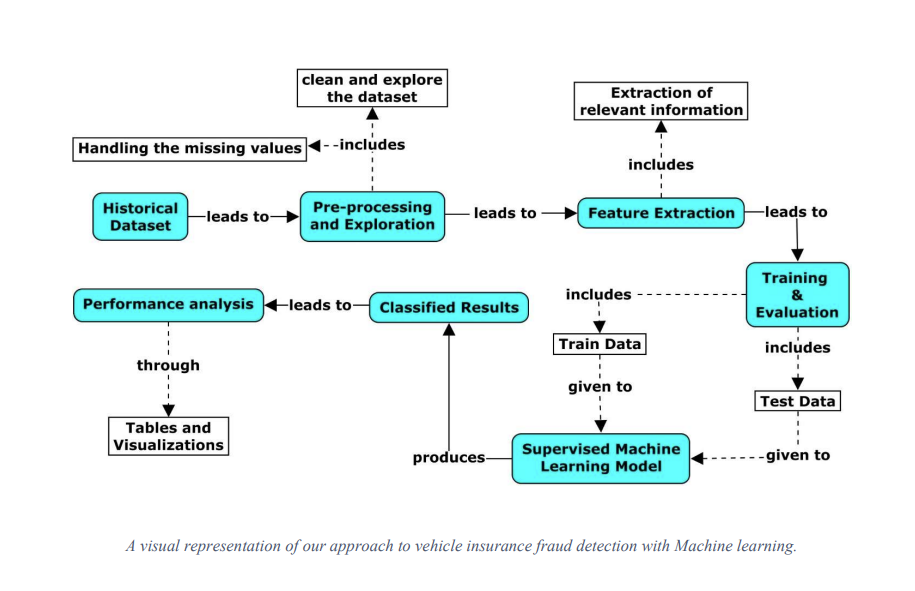 clean and explore
the dataset
Handling the missing values
includes
Extraction of
relevant information
includes
Historical
Dataset
leads to
Pre-processing
and Exploration
leads to
Feature Extraction
leads to
Training
&
Evaluation
includes
Train Data
given to
includes
Test Data
given to
Supervised Machine
Learning Model
produces
Classified Results
leads to
Performance analysis
through
Tables and
Visualizations
A visual representation of our approach to vehicle insurance fraud detection with Machine learning.